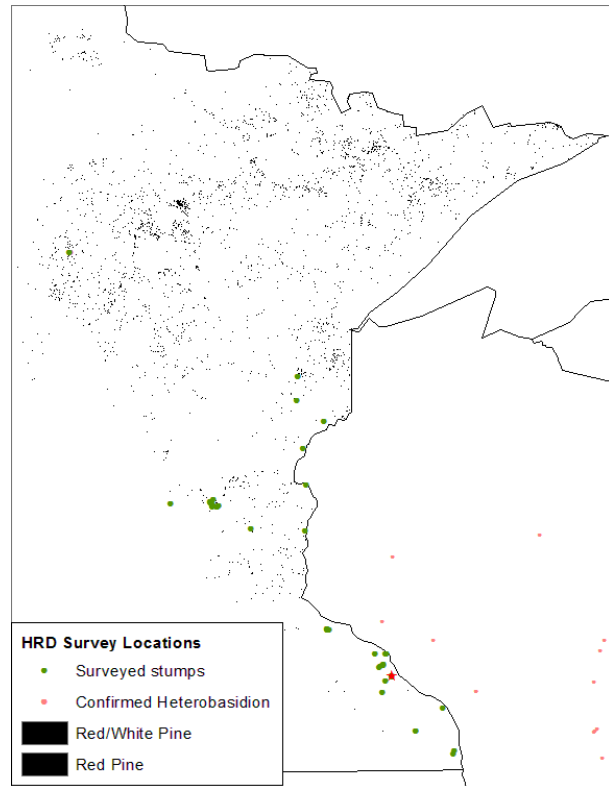 HRD Survey Locations
Surveyed stumps
Confirmed Heterobasidion
Red/White Pine
Red Pine